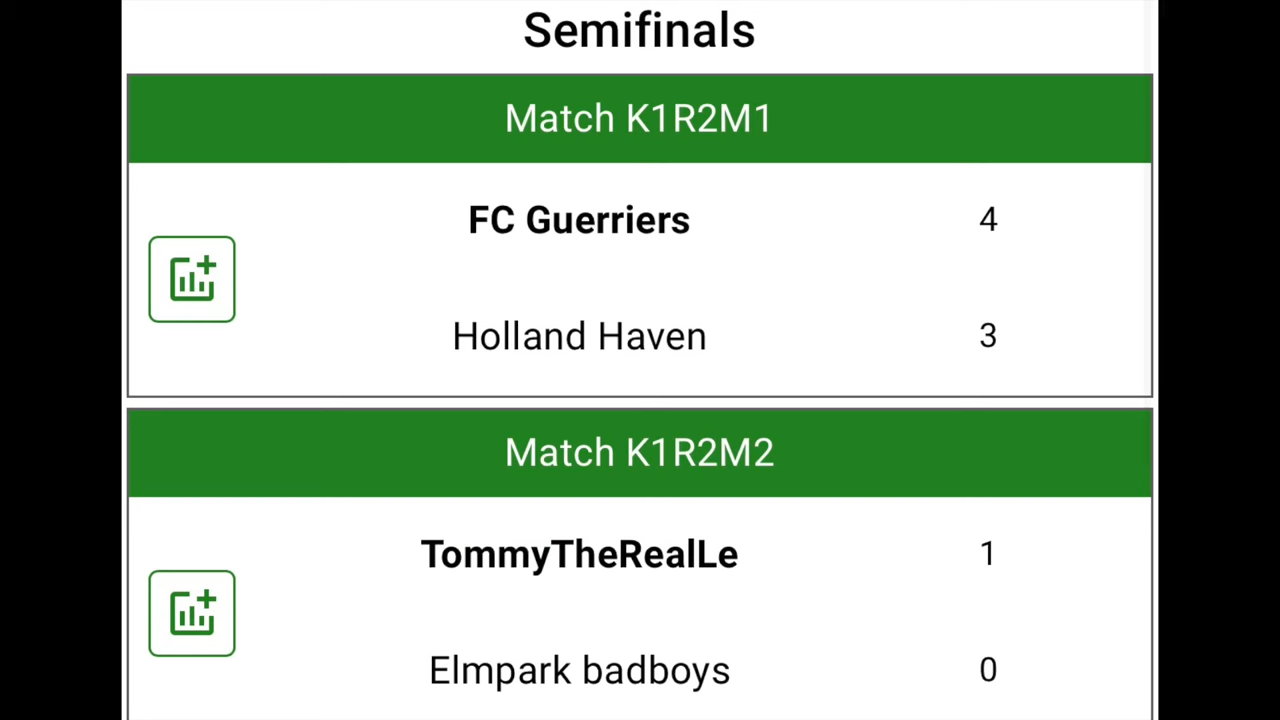 Semifinals
Match K1R2M1
FC Guerriers 4
Holland Haven 3
Match K1R2M2
TommyTheRealLe 1
Elmpark badboys 0